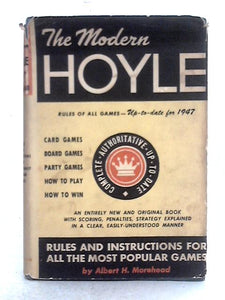 The Modern
HOYLE
RULES OF ALL GAMES—Up-to-date for 1947
CARD GAMES
BOARD GAMES
PARTY GAMES
HOW TO PLAY
HOW TO WIN
COMPLETE·AUTHORITATIVE·UP·TO·DATE
AN ENTIRELY NEW AND ORIGINAL BOOK
WITH SCORING, PENALTIES, STRATEGY EXPLAINED
IN A CLEAR, EASILY-UNDERSTOOD MANNER
RULES AND INSTRUCTIONS FOR
ALL THE MOST POPULAR GAMES
by Albert H. Morehead